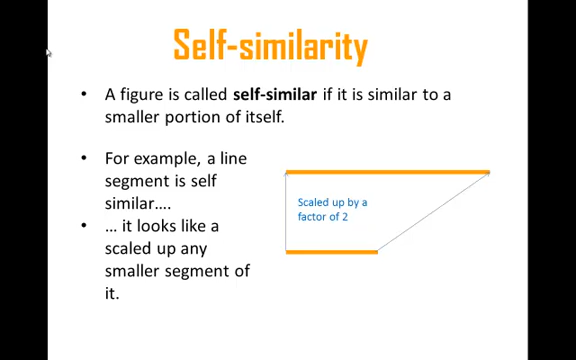 Self-similarity
• A figure is called self-similar if it is similar to a
smaller portion of itself.
• For example, a line
segment is self
similar....
• ... it looks like a
scaled up any
smaller segment of
it.
Scaled up by a
factor of 2